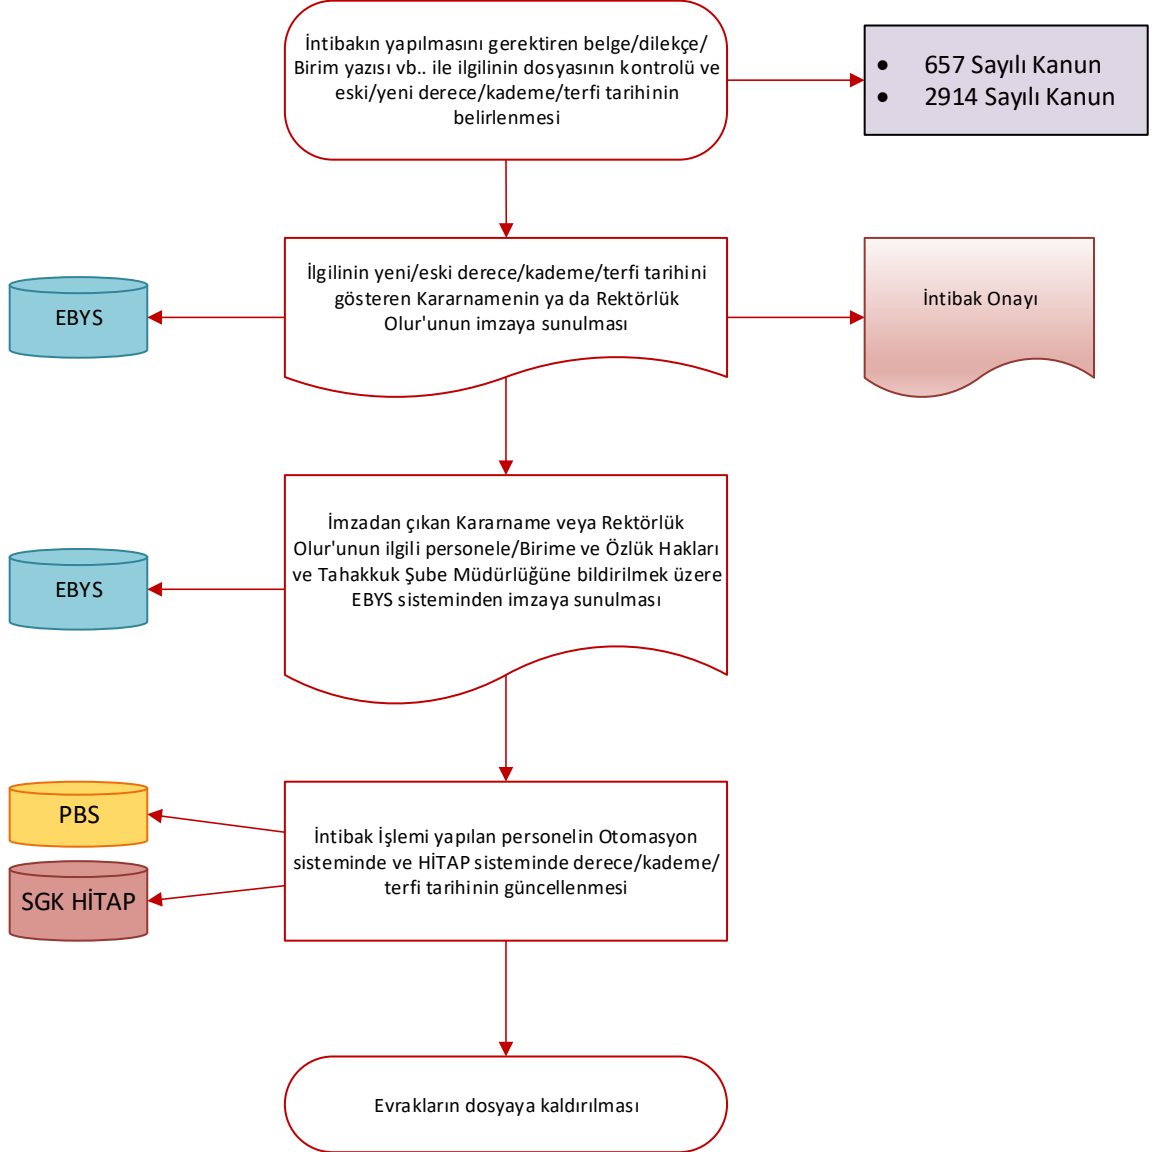 İntibakın yapılmasını gerektiren belge/dilekçe/
Birim yazısı vb.. ile ilgilinin dosyasının kontrolü ve
eski/yeni derece/kademe/terfi tarihinin
belirlenmesi
• 657 Sayılı Kanun
• 2914 Sayılı Kanun
EBYS
İlgilinin yeni/eski derece/kademe/terfi tarihini
gösteren Kararnamenin ya da Rektörlük
Olur'unun imzaya sunulması
İntibak Onayı
EBYS
İmzadan çıkan Kararname veya Rektörlük
Olur'unun ilgili personele/Birime ve Özlük Hakları
ve Tahakkuk Şube Müdürlüğüne bildirilmek üzere
EBYS sisteminden imzaya sunulması
PBS
SGK HİTAP
İntibak İşlemi yapılan personelin Otomasyon
sisteminde ve HİTAP sisteminde derece/kademe/
terfi tarihinin güncellenmesi
Evrakların dosyaya kaldırılması